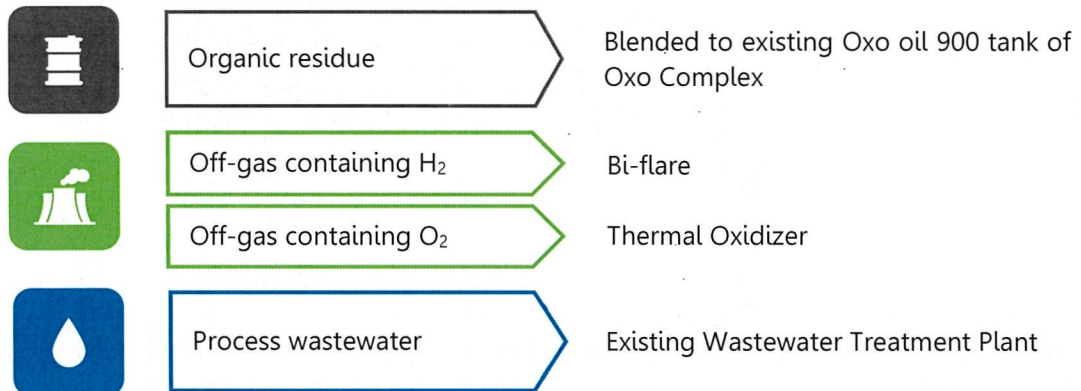 Organic residue
Blended to existing Oxo oil 900 tank of
Oxo Complex
Off-gas containing H₂
Bi-flare
Off-gas containing O₂
Thermal Oxidizer
Process wastewater
Existing Wastewater Treatment Plant